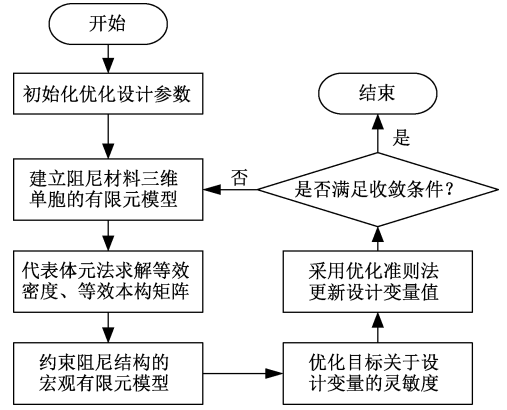 开始
初始化优化设计参数
建立阻尼材料三维
单胞的有限元模型
代表体元法求解等效
密度、等效本构矩阵
约束阻尼结构的
宏观有限元模型
优化目标关于设
计变量的灵敏度
采用优化准则法
更新设计变量值
是否满足收敛条件？
否
是
结束